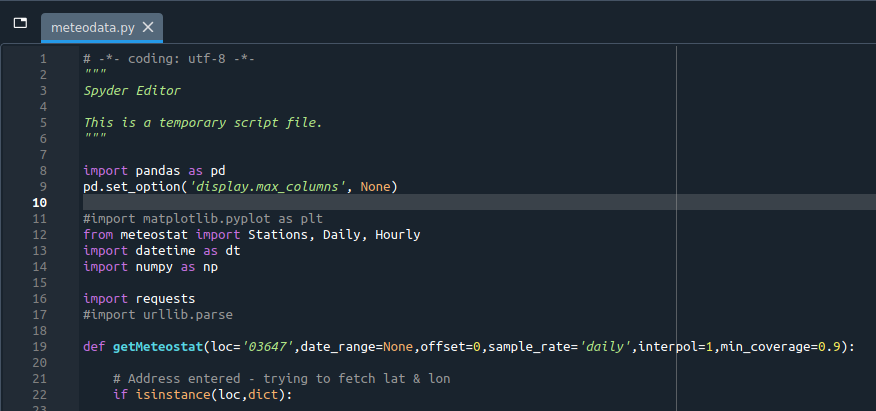 meteodata.py
1 # -*- coding: utf-8 -*-
2 """
3 Spyder Editor
4
5 This is a temporary script file.
6 """
7
8 import pandas as pd
9 pd.set_option('display.max_columns', None)
10
11 #import matplotlib.pyplot as plt
12 from meteostat import Stations, Daily, Hourly
13 import datetime as dt
14 import numpy as np
15
16 import requests
17 #import urllib.parse
18
19 def getMeteostat(loc='03647',date_range=None,offset=0,sample_rate='daily',interpol=1,min_coverage=0.9):
20
21     # Address entered - trying to fetch lat & lon
22     if isinstance(loc,dict):
23